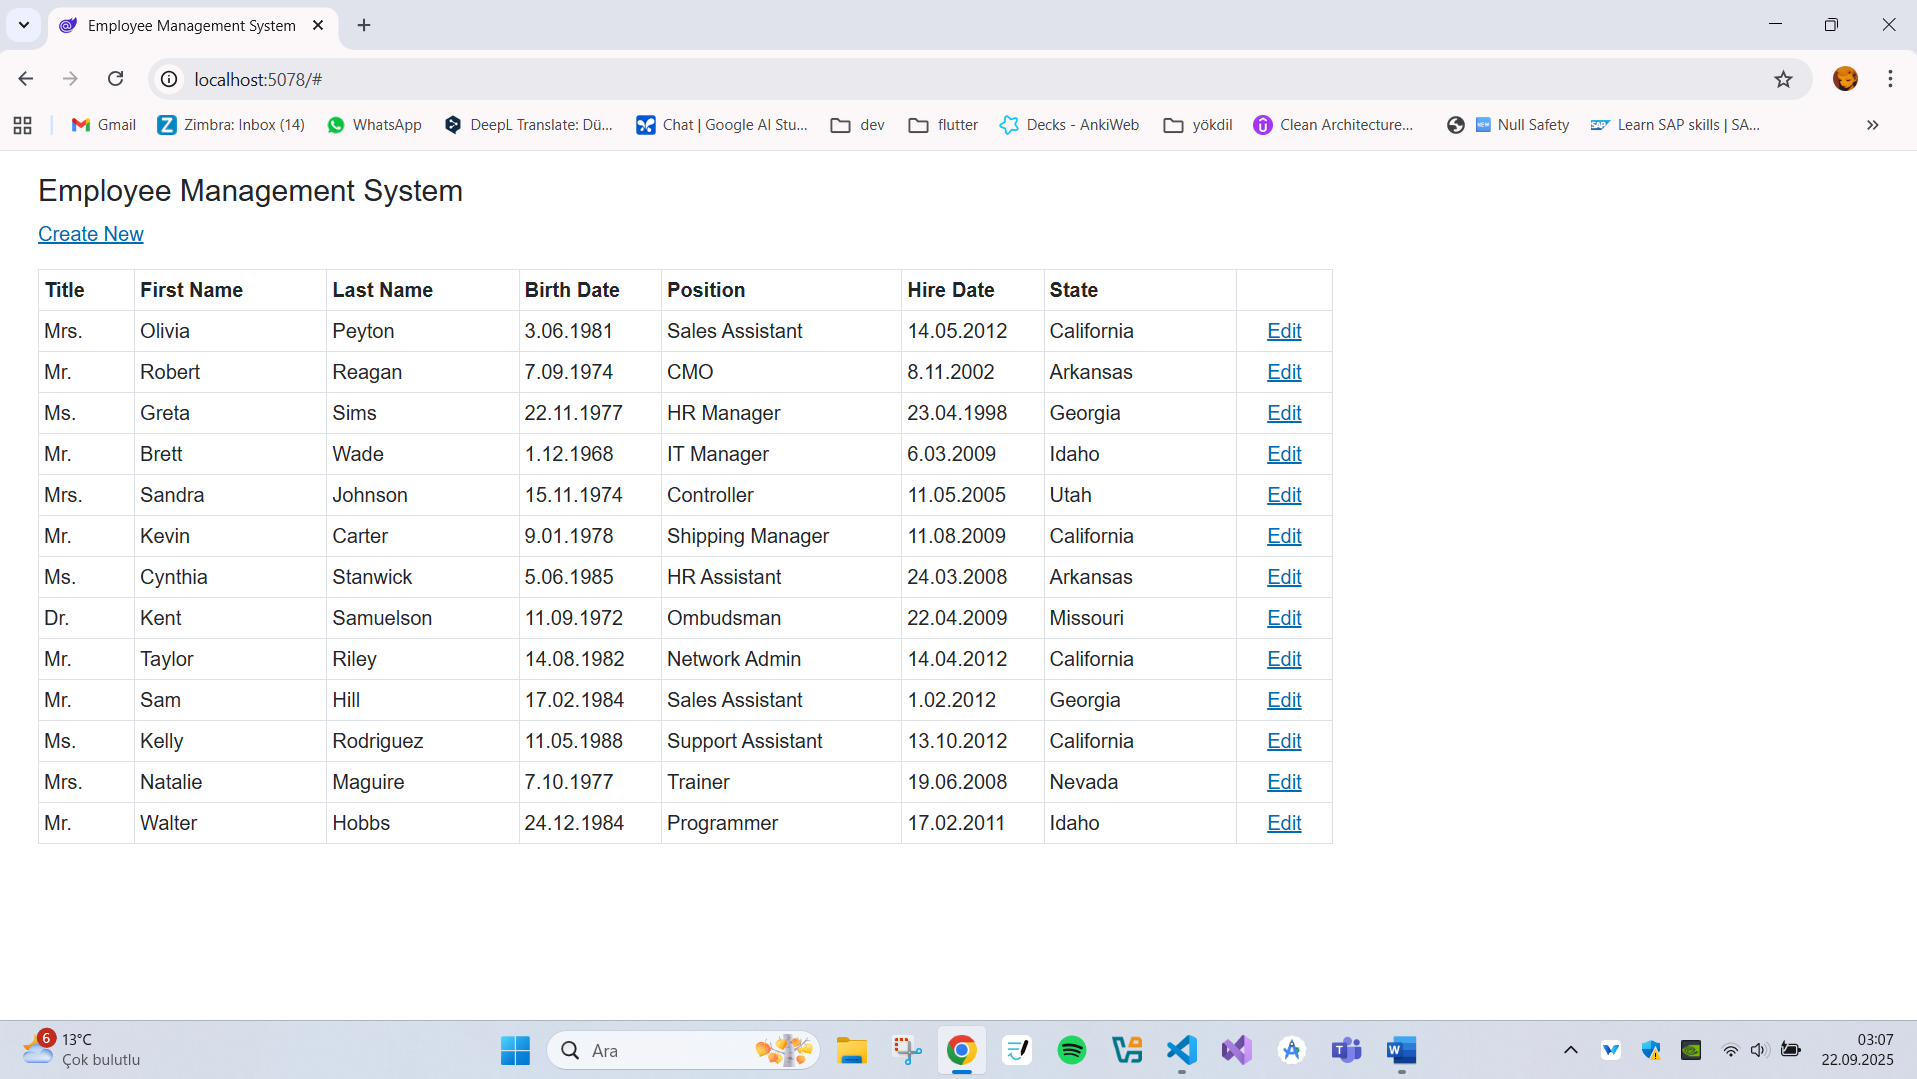 Employee Management System
localhost:5078/#
Gmail Zimbra: Inbox (14) WhatsApp DeepL Translate: Dü... Chat | Google AI Stu... dev flutter Decks - AnkiWeb yökdil Clean Architecture... NEW Null Safety SAP Learn SAP skills | SA...
Employee Management System
Create New
Title First Name Last Name Birth Date Position Hire Date State
Mrs. Olivia Peyton 3.06.1981 Sales Assistant 14.05.2012 California Edit
Mr. Robert Reagan 7.09.1974 CMO 8.11.2002 Arkansas Edit
Ms. Greta Sims 22.11.1977 HR Manager 23.04.1998 Georgia Edit
Mr. Brett Wade 1.12.1968 IT Manager 6.03.2009 Idaho Edit
Mrs. Sandra Johnson 15.11.1974 Controller 11.05.2005 Utah Edit
Mr. Kevin Carter 9.01.1978 Shipping Manager 11.08.2009 California Edit
Ms. Cynthia Stanwick 5.06.1985 HR Assistant 24.03.2008 Arkansas Edit
Dr. Kent Samuelson 11.09.1972 Ombudsman 22.04.2009 Missouri Edit
Mr. Taylor Riley 14.08.1982 Network Admin 14.04.2012 California Edit
Mr. Sam Hill 17.02.1984 Sales Assistant 1.02.2012 Georgia Edit
Ms. Kelly Rodriguez 11.05.1988 Support Assistant 13.10.2012 California Edit
Mrs. Natalie Maguire 7.10.1977 Trainer 19.06.2008 Nevada Edit
Mr. Walter Hobbs 24.12.1984 Programmer 17.02.2011 Idaho Edit
6 13°C
Çok bulutlu
Ara
03:07
22.09.2025